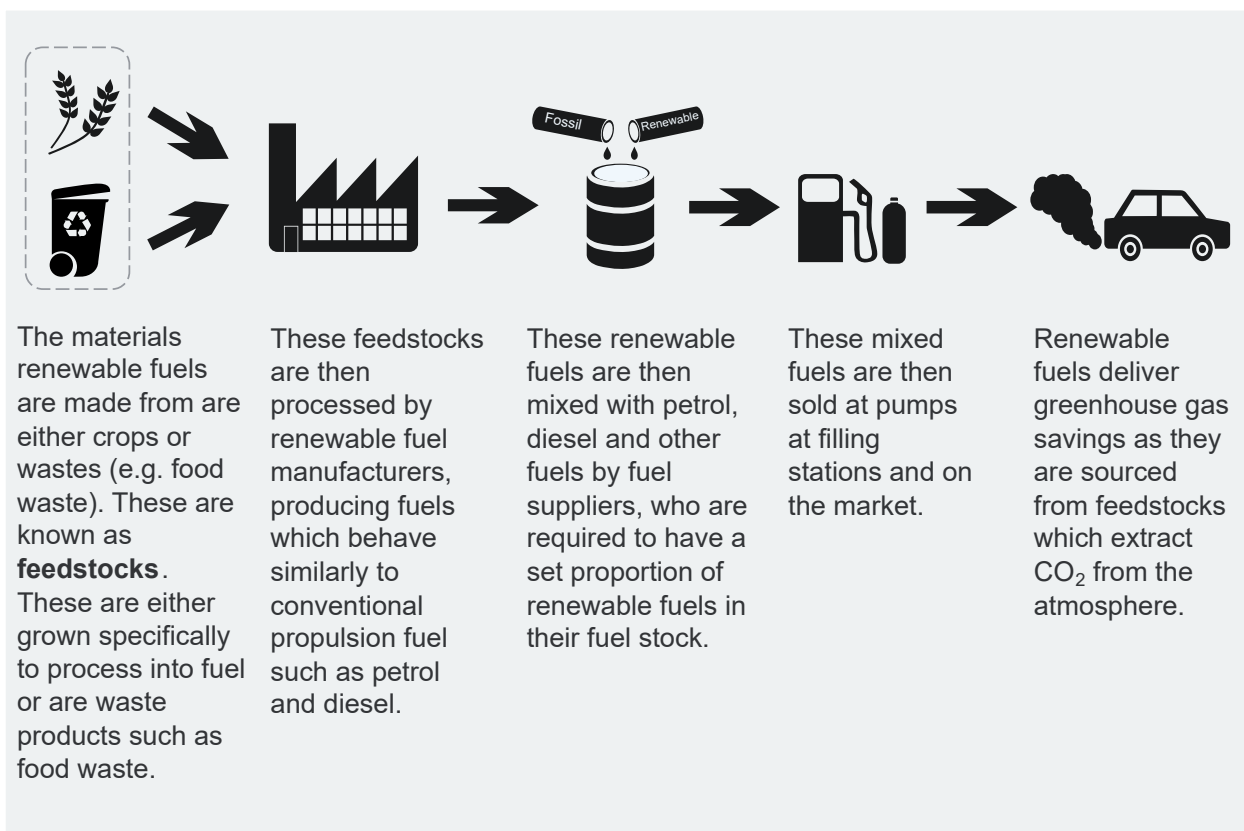 Fossil
Renewable
The materials
renewable fuels
are made from are
either crops or
wastes (e.g. food
waste). These are
known as
feedstocks.
These are either
grown specifically
to process into fuel
or are waste
products such as
food waste.
These feedstocks
are then
processed by
renewable fuel
manufacturers,
producing fuels
which behave
similarly to
conventional
propulsion fuel
such as petrol
and diesel.
These renewable
fuels are then
mixed with petrol,
diesel and other
fuels by fuel
suppliers, who are
required to have a
set proportion of
renewable fuels in
their fuel stock.
These mixed
fuels are then
sold at pumps
at filling
stations and on
the market.
Renewable
fuels deliver
greenhouse gas
savings as they
are sourced
from feedstocks
which extract
CO₂ from the
atmosphere.